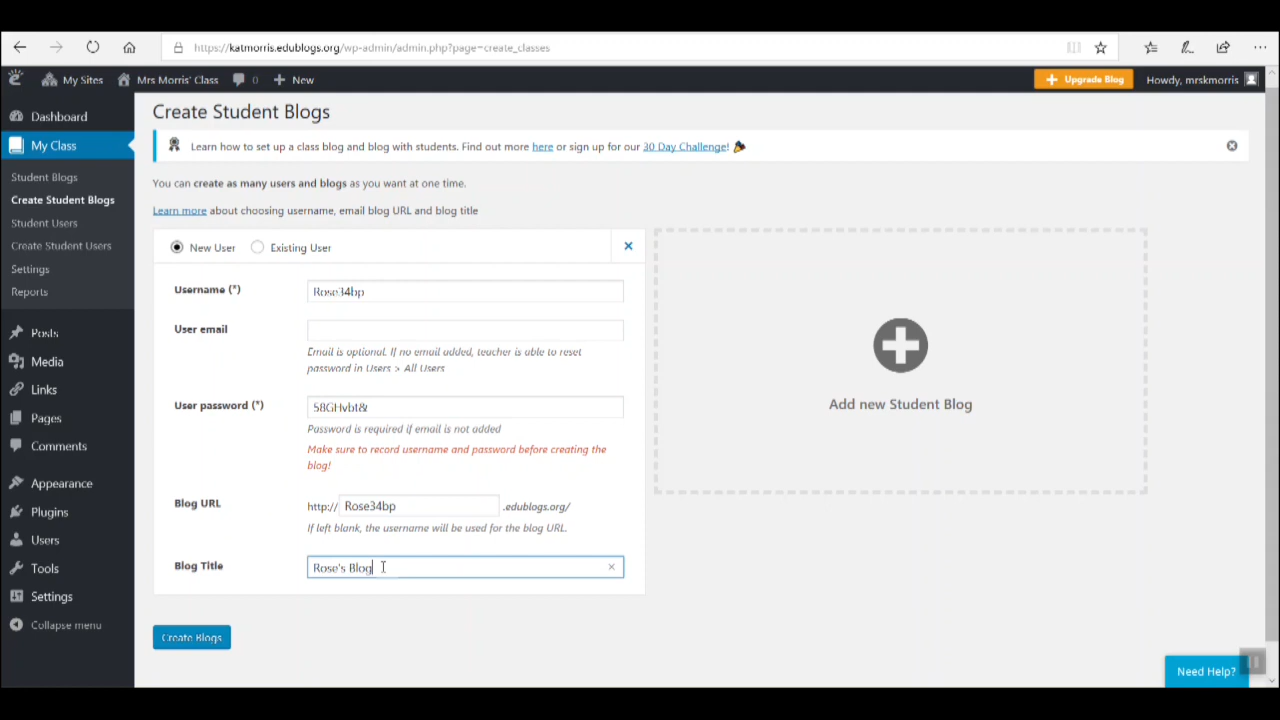 https://katmorris.edublogs.org/wp-admin/admin.php?page=create_classes
My Sites Mrs Morris' Class 0 New Upgrade Blog Howdy, mrskmorris
Dashboard
My Class
Student Blogs
Create Student Blogs
Student Users
Create Student Users
Settings
Reports
Posts
Media
Links
Pages
Comments
Appearance
Plugins
Users
Tools
Settings
Collapse menu
Create Student Blogs
Learn how to set up a class blog and blog with students. Find out more here or sign up for our 30 Day Challenge!
You can create as many users and blogs as you want at one time.
Learn more about choosing username, email blog URL and blog title
New User Existing User
Username (*) Rose34bp
User email
Email is optional. If no email added, teacher is able to reset
password in Users > All Users
User password (*) 58GHvbt&
Password is required if email is not added
Make sure to record username and password before creating the
blog!
Blog URL http:// Rose34bp .edublogs.org/
If left blank, the username will be used for the blog URL.
Blog Title Rose's Blog
Create Blogs
Add new Student Blog
Need Help?